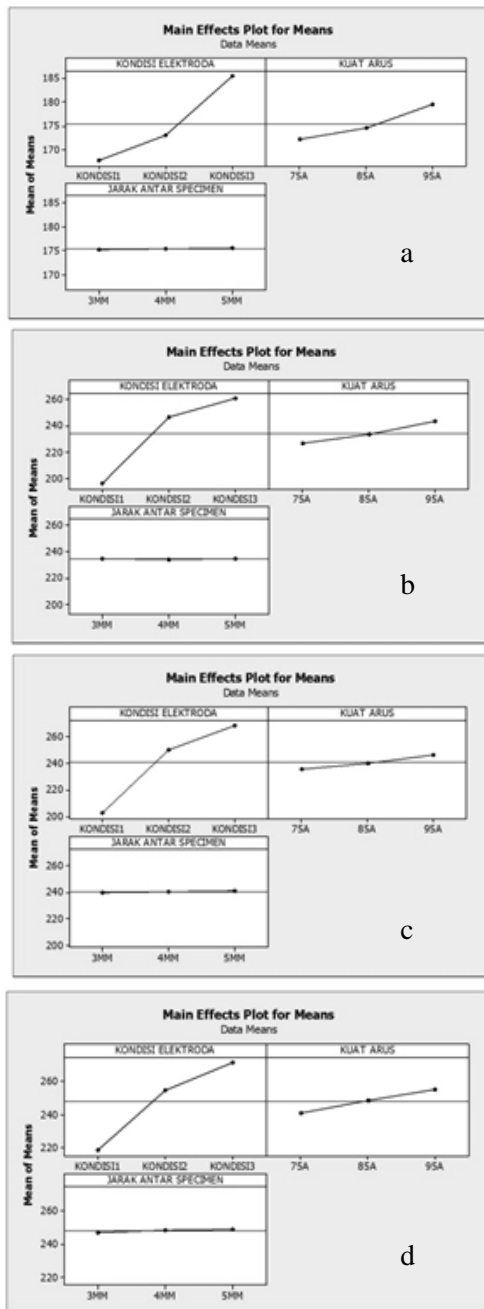 Main Effects Plot for Means
Data Means
KONDISI ELEKTRODA KUAT ARUS
185
180
175
170
KONDISI1 KONDISI2 KONDISI3 75A 85A 95A
JARAK ANTAR SPECIMEN
185
180
175
170
3MM 4MM 5MM
Mean of Means
a
Main Effects Plot for Means
Data Means
KONDISI ELEKTRODA KUAT ARUS
260
240
220
200
KONDISI1 KONDISI2 KONDISI3 75A 85A 95A
JARAK ANTAR SPECIMEN
260
240
220
200
3MM 4MM 5MM
Mean of Means
b
Main Effects Plot for Means
Data Means
KONDISI ELEKTRODA KUAT ARUS
260
240
220
200
KONDISI1 KONDISI2 KONDISI3 75A 85A 95A
JARAK ANTAR SPECIMEN
260
240
220
200
3MM 4MM 5MM
Mean of Means
c
Main Effects Plot for Means
Data Means
KONDISI ELEKTRODA KUAT ARUS
260
240
220
KONDISI1 KONDISI2 KONDISI3 75A 85A 95A
JARAK ANTAR SPECIMEN
260
240
220
3MM 4MM 5MM
Mean of Means
d